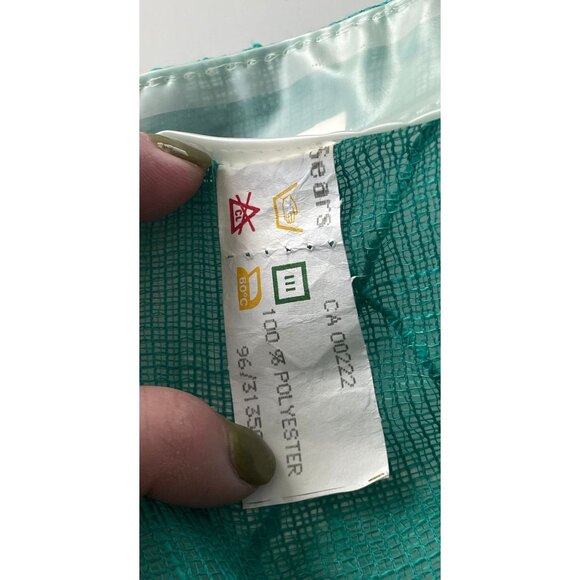 Sears
CL
60°C
CA 00222
100 % POLYESTER
96/3135